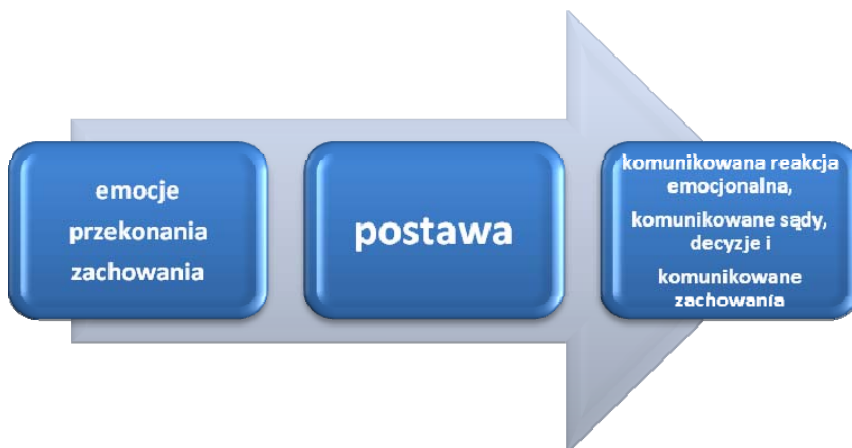 emocje
przekonania
zachowania
postawa
komunikowana reakcja
emocjonalna,
komunikowane sądy,
decyzje i
komunikowane
zachowania